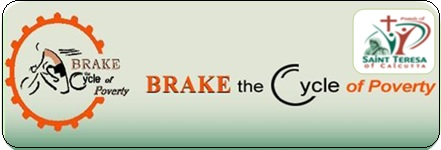 BRAKE
the
Cycle of
Poverty
BRAKE the Cycle of Poverty
Friends of
SAINT TERESA
OF CALCUTTA